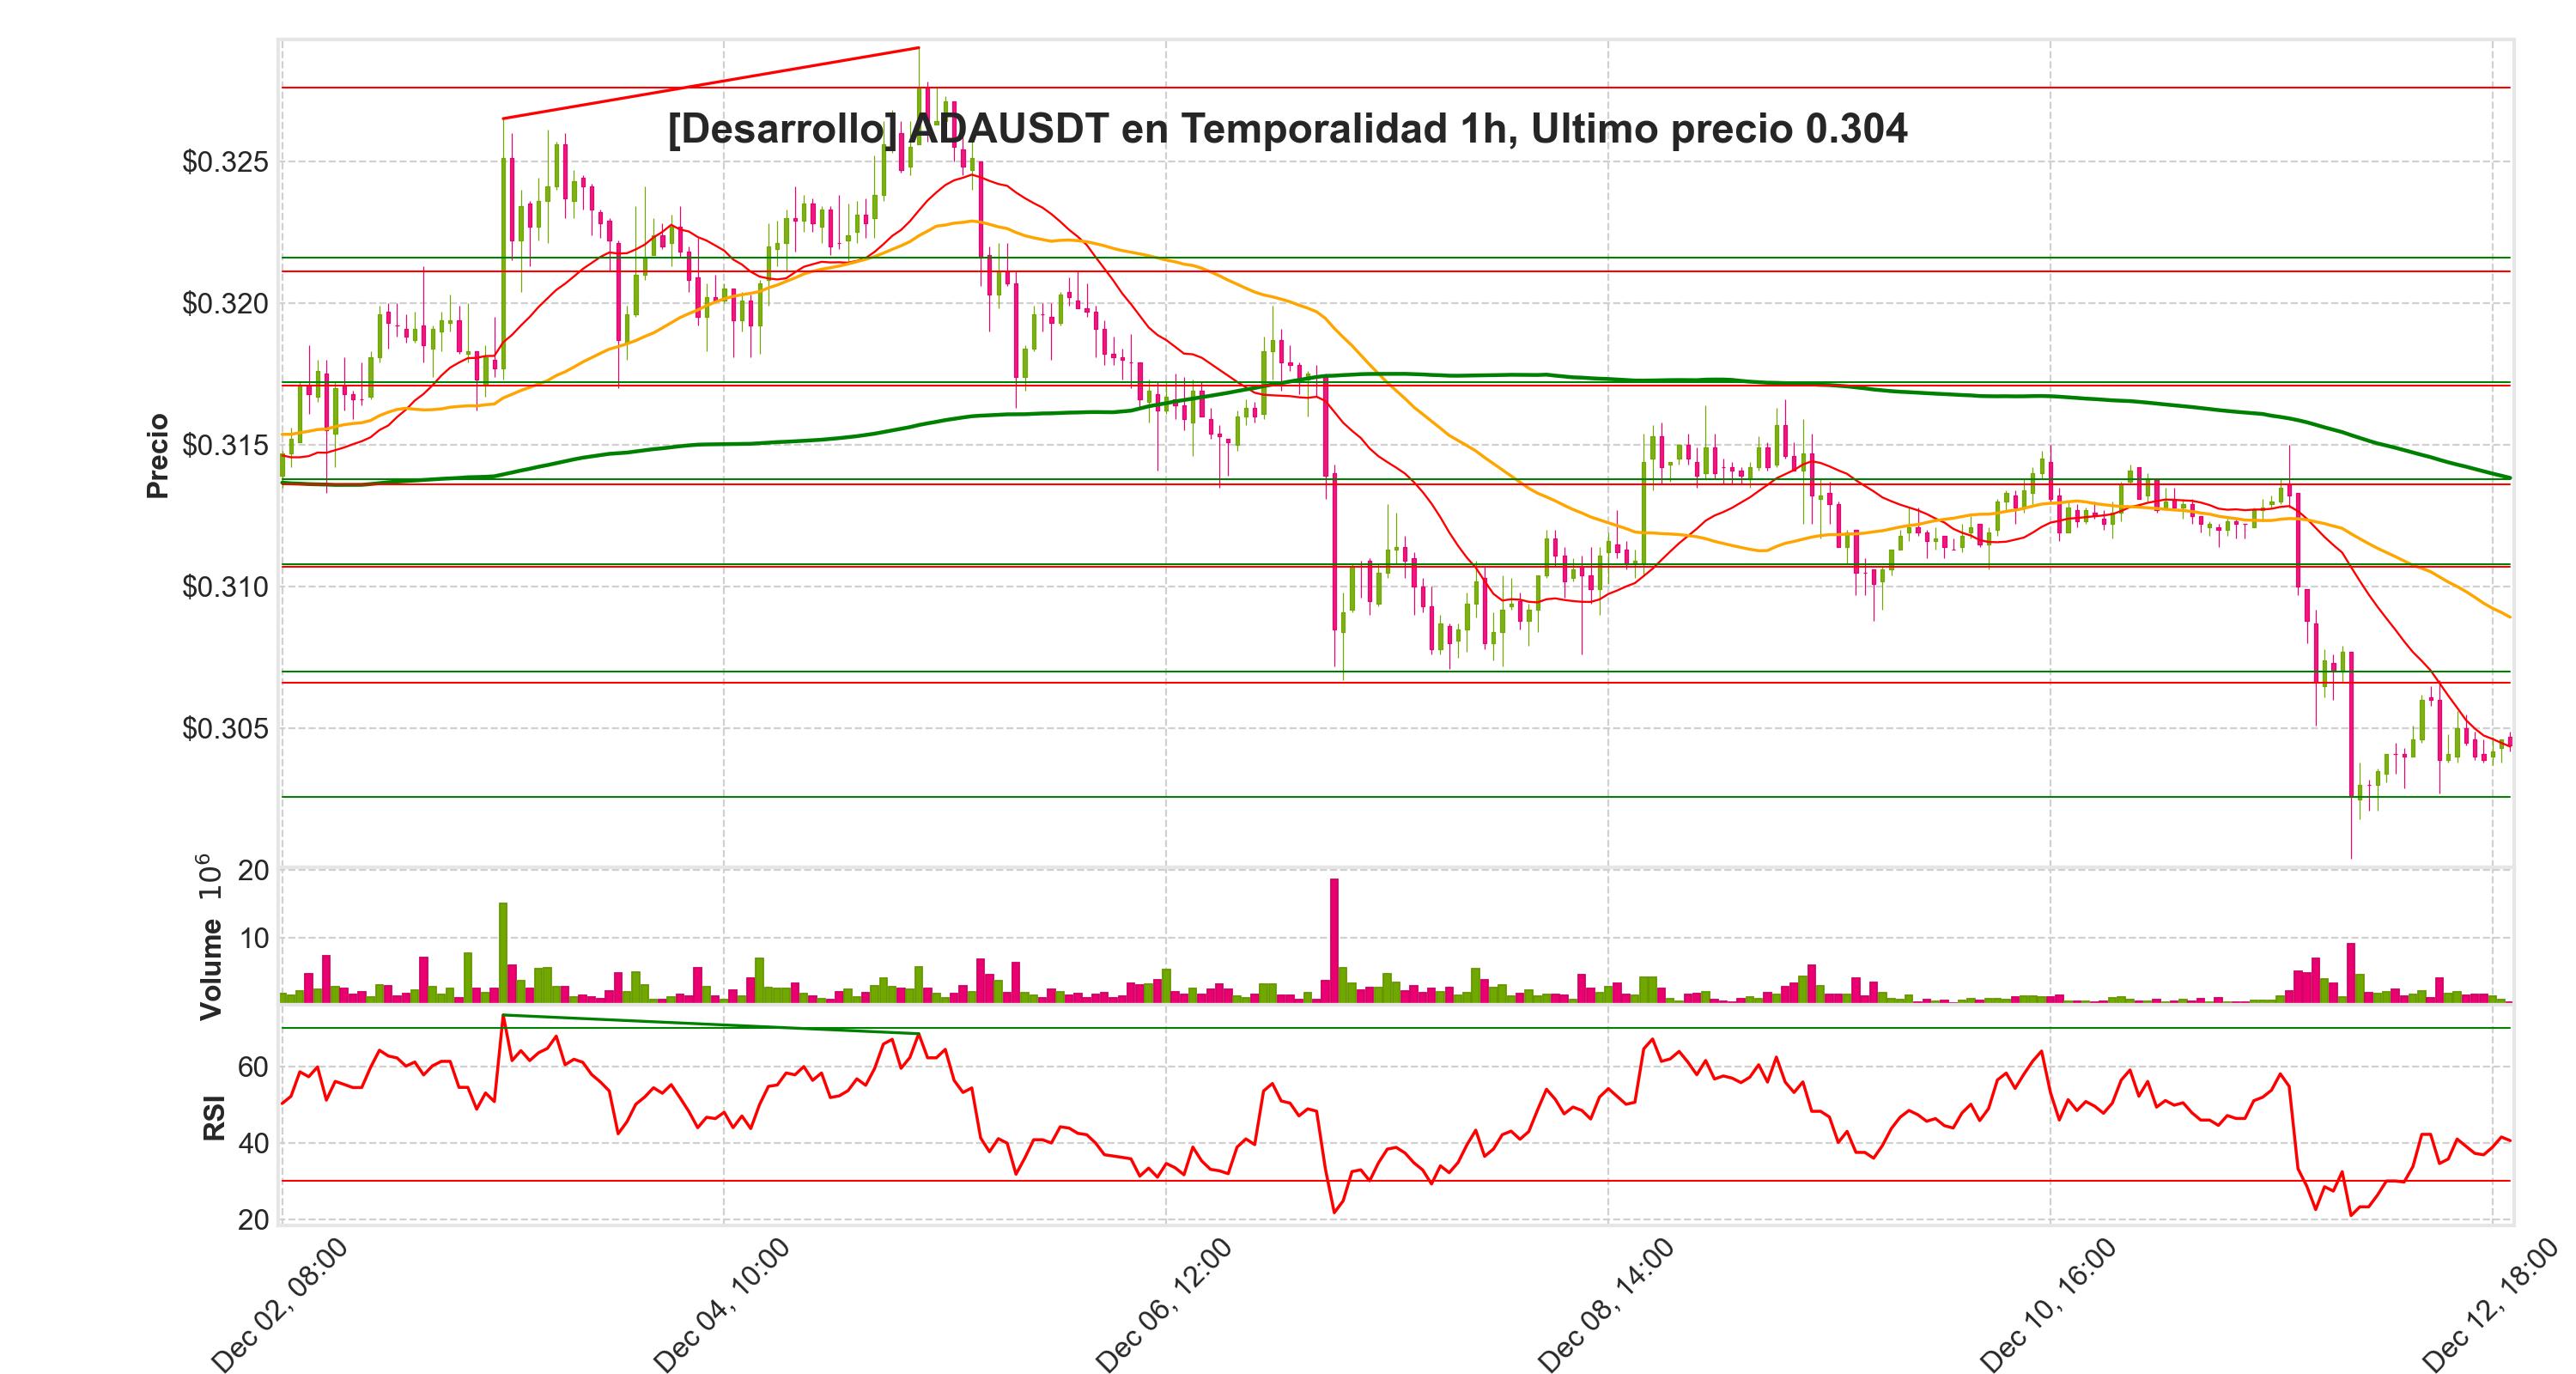 [Desarrollo] ADAUSDT en Temporalidad 1h, Ultimo precio 0.304
Precio
$0.325
$0.320
$0.315
$0.310
$0.305
Volume 10⁶
20
10
RSI
60
40
20
Dec 02, 08:00
Dec 04, 10:00
Dec 06, 12:00
Dec 08, 14:00
Dec 10, 16:00
Dec 12, 18:00